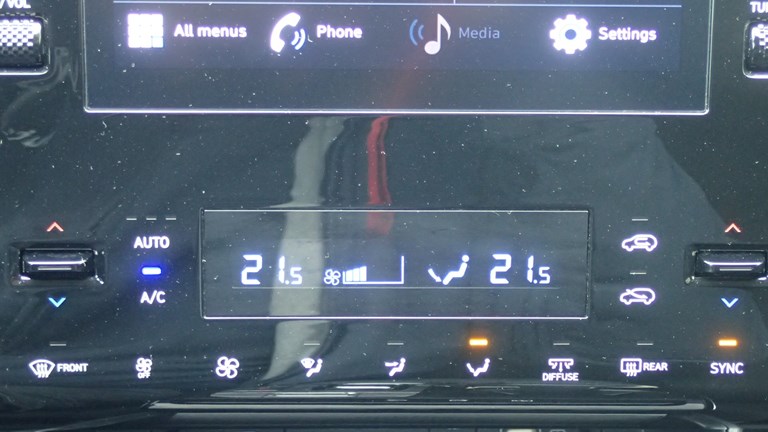 /VOL
All menus Phone Media Settings
AUTO
21.5 21.5
A/C
FRONT OFF DIFFUSE REAR SYNC